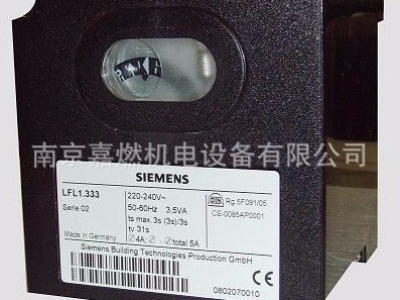 SIEMENS
LFL1.333
Serie 02
220-240V~
50-60Hz 3,5VA
ts max 3s (3s)/3s
tv 31s
4A total 5A
DIN Rg 5F091/05
CE-0085AP0001
Made in Germany
Siemens Building Technologies Production GmbH
0802070010
南京嘉燃机电设备有限公司